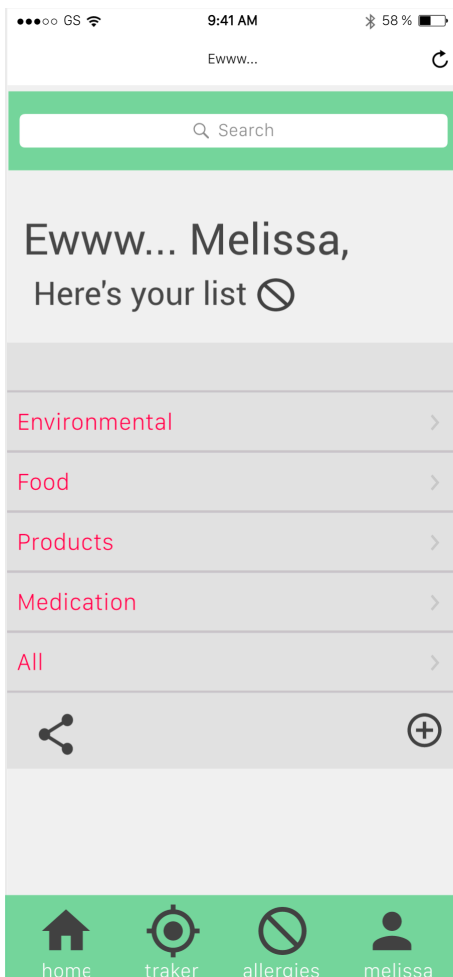 GS 9:41 AM 58 %
Ewww...
Search
Ewww... Melissa,
Here's your list
Environmental
Food
Products
Medication
All
home traker allergies melissa